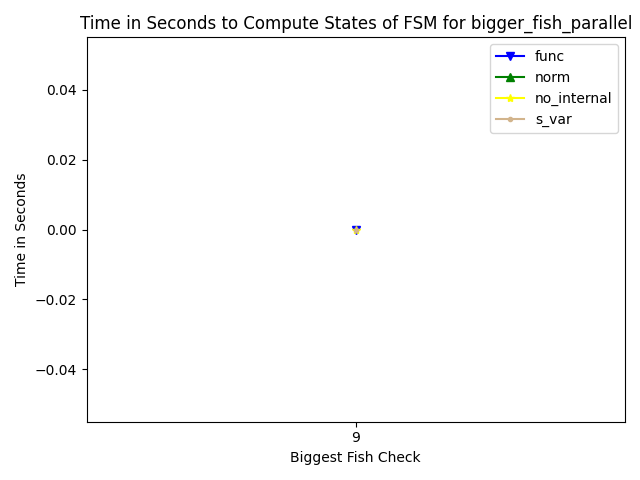 Time in Seconds to Compute States of FSM for bigger_fish_parallel
func
norm
no_internal
s_var
0.04
0.02
0.00
−0.02
−0.04
Time in Seconds
9
Biggest Fish Check